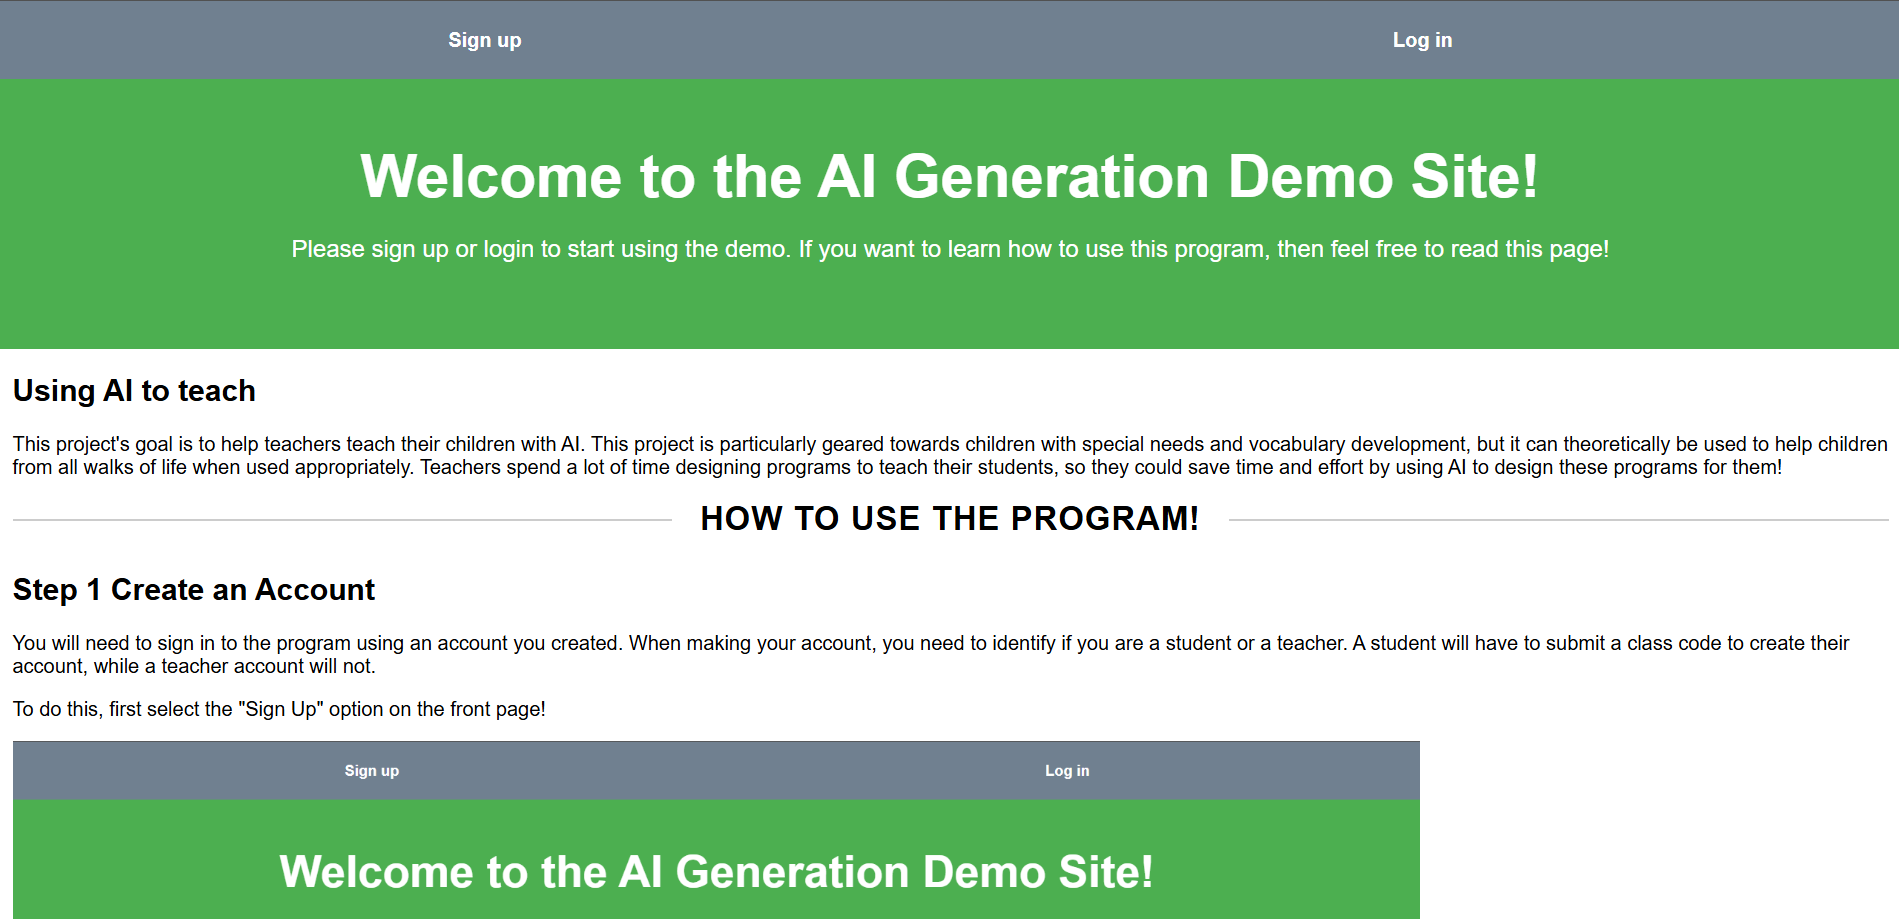 Sign up
Log in
Welcome to the AI Generation Demo Site!
Please sign up or login to start using the demo. If you want to learn how to use this program, then feel free to read this page!
Using AI to teach
This project's goal is to help teachers teach their children with AI. This project is particularly geared towards children with special needs and vocabulary development, but it can theoretically be used to help children
from all walks of life when used appropriately. Teachers spend a lot of time designing programs to teach their students, so they could save time and effort by using AI to design these programs for them!
HOW TO USE THE PROGRAM!
Step 1 Create an Account
You will need to sign in to the program using an account you created. When making your account, you need to identify if you are a student or a teacher. A student will have to submit a class code to create their
account, while a teacher account will not.
To do this, first select the "Sign Up" option on the front page!
Sign up
Log in
Welcome to the AI Generation Demo Site!